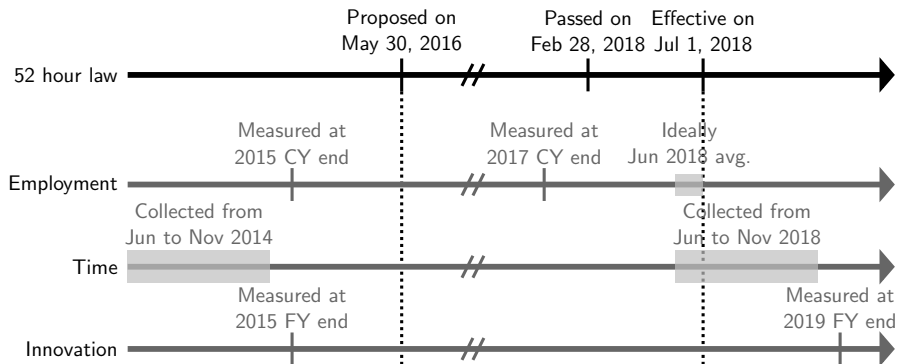 Proposed on
May 30, 2016
Passed on
Feb 28, 2018
Effective on
Jul 1, 2018
52 hour law
Measured at
2015 CY end
Measured at
2017 CY end
Ideally
Jun 2018 avg.
Employment
Collected from
Jun to Nov 2014
Collected from
Jun to Nov 2018
Time
Measured at
2015 FY end
Measured at
2019 FY end
Innovation